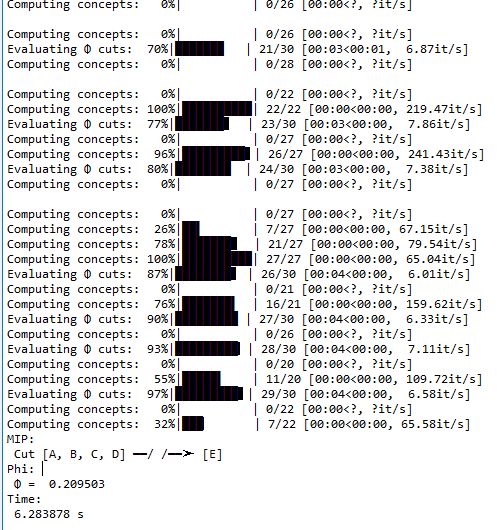 Computing concepts:   0%|          | 0/26 [00:00<?, ?it/s]
Computing concepts:   0%|          | 0/26 [00:00<?, ?it/s]
Evaluating Φ cuts:  70%|███████   | 21/30 [00:03<00:01,  6.87it/s]
Computing concepts:   0%|          | 0/28 [00:00<?, ?it/s]
Computing concepts:   0%|          | 0/22 [00:00<?, ?it/s]
Computing concepts: 100%|██████████| 22/22 [00:00<00:00, 219.47it/s]
Evaluating Φ cuts:  77%|███████▋  | 23/30 [00:03<00:00,  7.86it/s]
Computing concepts:   0%|          | 0/27 [00:00<?, ?it/s]
Computing concepts:  96%|█████████▋| 26/27 [00:00<00:00, 241.43it/s]
Evaluating Φ cuts:  80%|████████  | 24/30 [00:03<00:00,  7.38it/s]
Computing concepts:   0%|          | 0/27 [00:00<?, ?it/s]
Computing concepts:   0%|          | 0/27 [00:00<?, ?it/s]
Computing concepts:  26%|██▌       | 7/27 [00:00<00:00, 67.15it/s]
Computing concepts:  78%|███████▊  | 21/27 [00:00<00:00, 79.54it/s]
Computing concepts: 100%|██████████| 27/27 [00:00<00:00, 65.04it/s]
Evaluating Φ cuts:  87%|████████▋ | 26/30 [00:04<00:00,  6.01it/s]
Computing concepts:   0%|          | 0/21 [00:00<?, ?it/s]
Computing concepts:  76%|███████▌  | 16/21 [00:00<00:00, 159.62it/s]
Evaluating Φ cuts:  90%|█████████ | 27/30 [00:04<00:00,  6.33it/s]
Computing concepts:   0%|          | 0/26 [00:00<?, ?it/s]
Evaluating Φ cuts:  93%|█████████▎| 28/30 [00:04<00:00,  7.11it/s]
Computing concepts:   0%|          | 0/20 [00:00<?, ?it/s]
Computing concepts:  55%|█████▌    | 11/20 [00:00<00:00, 109.72it/s]
Evaluating Φ cuts:  97%|█████████▋| 29/30 [00:04<00:00,  6.58it/s]
Computing concepts:   0%|          | 0/22 [00:00<?, ?it/s]
Computing concepts:  32%|███▏      | 7/22 [00:00<00:00, 65.58it/s]
MIP:
Cut [A, B, C, D] ━━/ /━━➤ [E]
Phi:
Φ =  0.209503
Time:
6.283878 s